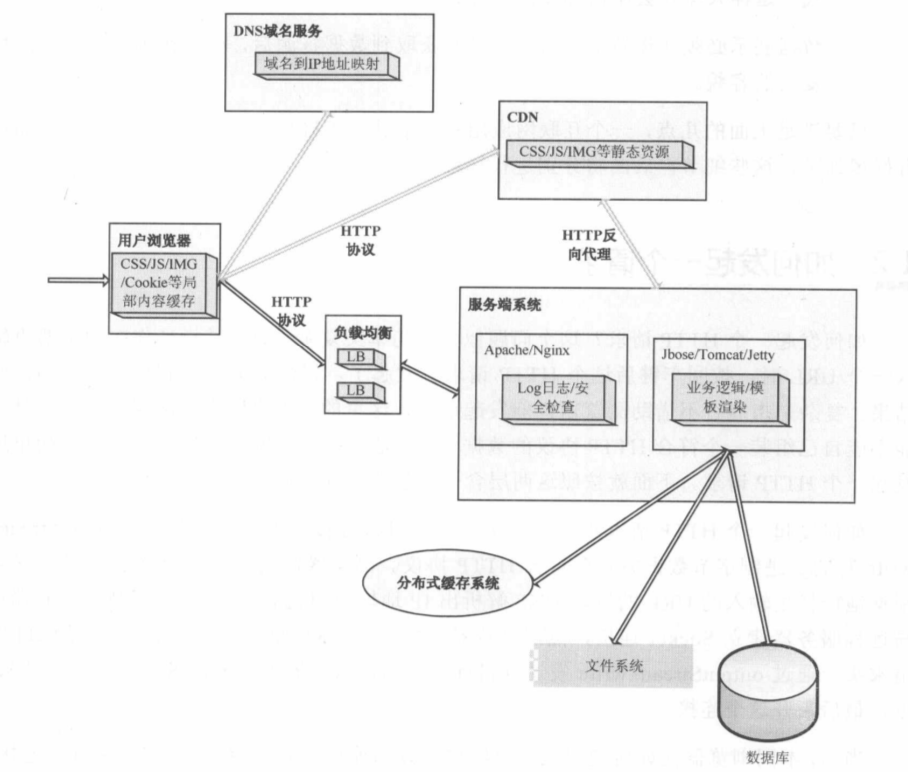 DNS域名服务
域名到IP地址映射
CDN
CSS/JS/IMG等静态资源
用户浏览器
CSS/JS/IMG
/Cookie等局
部内容缓存
HTTP
协议
HTTP反
向代理
HTTP
协议
负载均衡
LB
LB
服务端系统
Apache/Nginx
Log日志/安
全检查
Jbose/Tomcat/Jetty
业务逻辑/模
板渲染
分布式缓存系统
文件系统
数据库